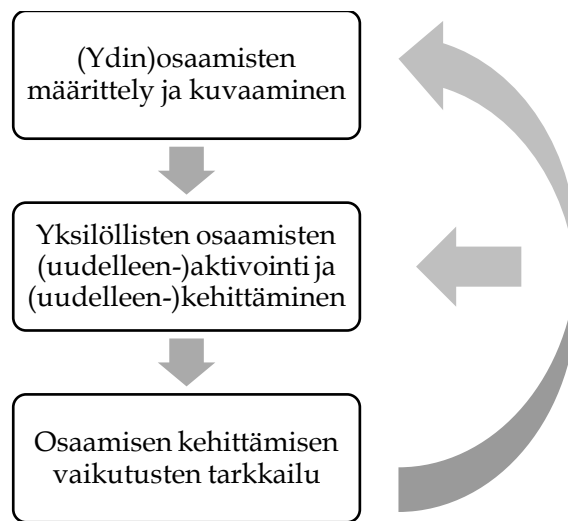 (Ydin)osaamisten
määrittely ja kuvaaminen
Yksilöllisten osaamisten
(uudelleen-)aktivointi ja
(uudelleen-)kehittäminen
Osaamisen kehittämisen
vaikutusten tarkkailu